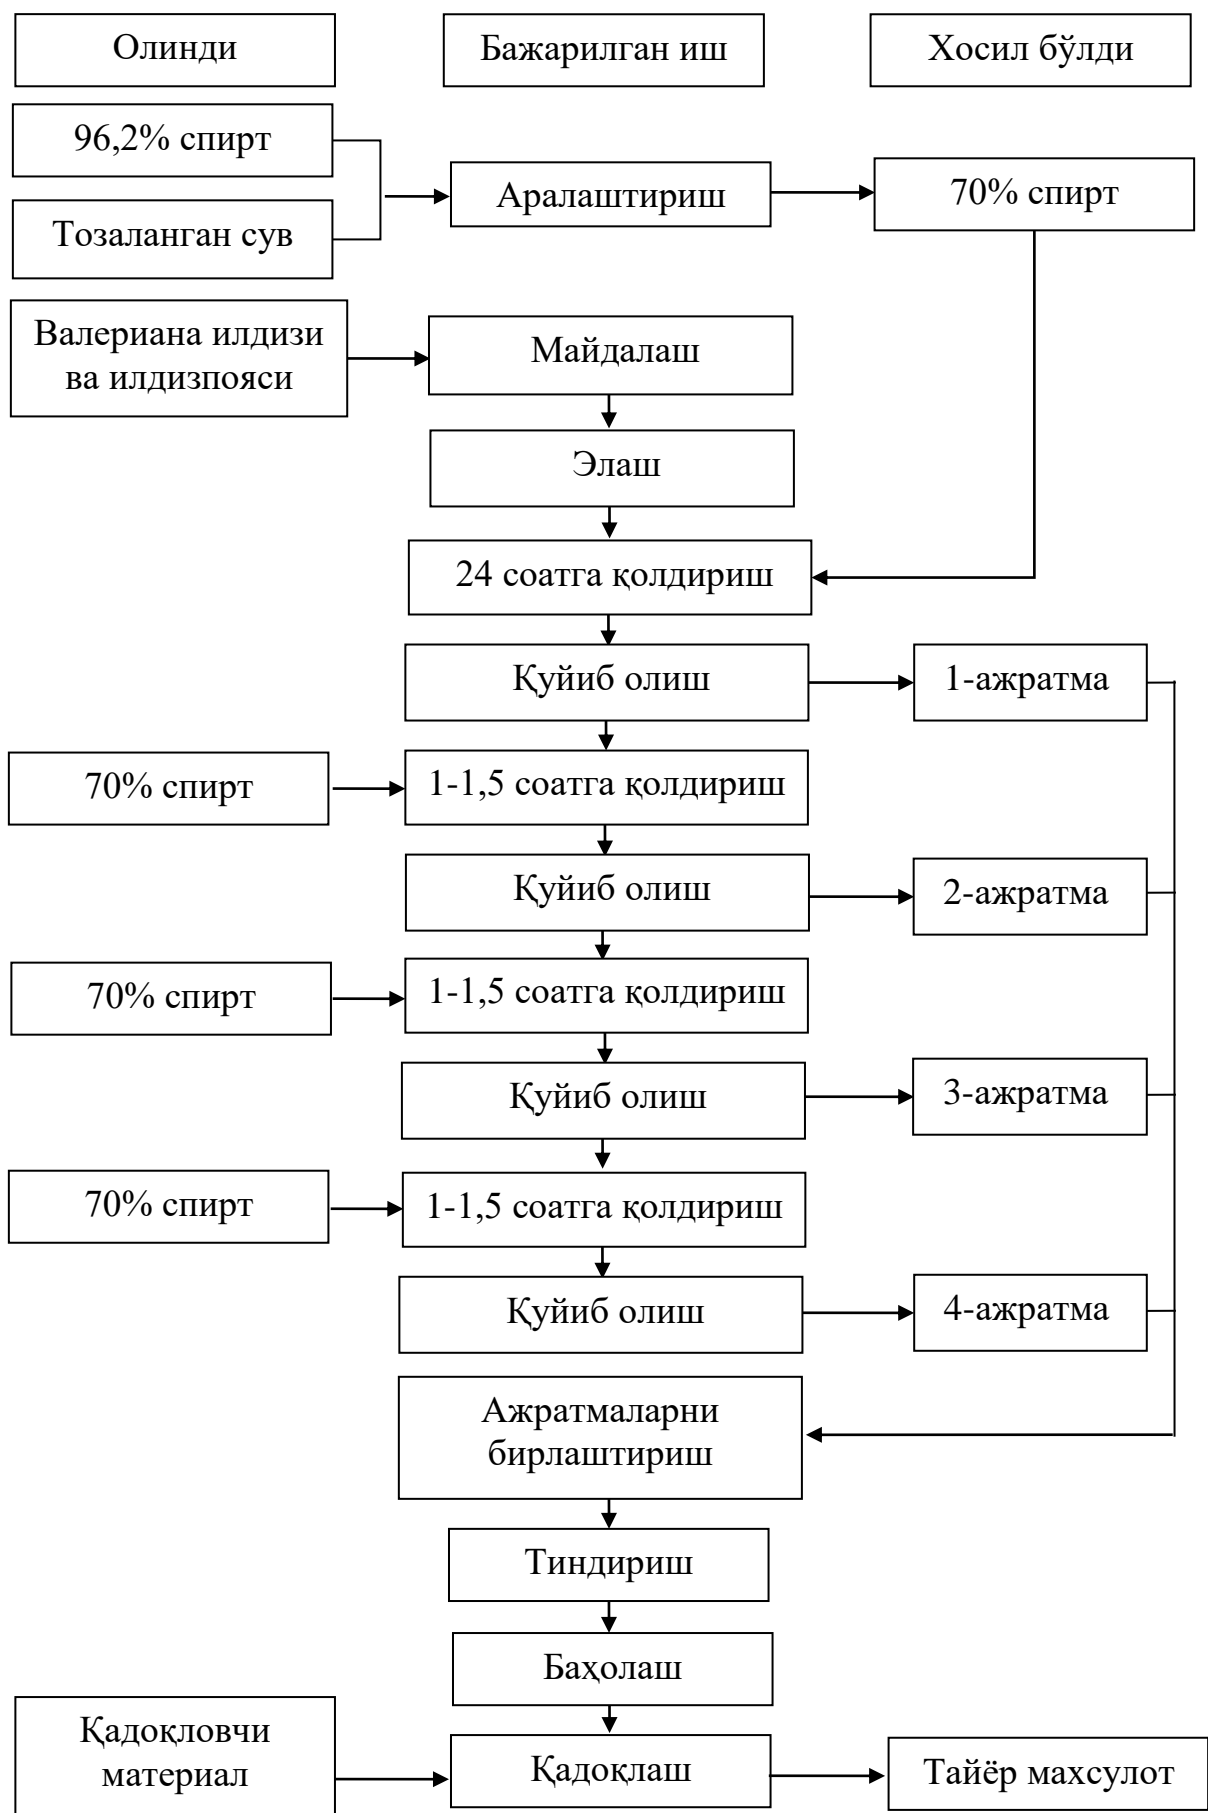 Олинди
Бажарилган иш
Хосил бўлди
96,2% спирт
Тозаланган сув
Аралаштириш
70% спирт
Валериана илдизи
ва илдизпояси
Майдалаш
Элаш
24 соатга қолдириш
Қуйиб олиш
1-ажратма
70% спирт
1-1,5 соатга қолдириш
Қуйиб олиш
2-ажратма
70% спирт
1-1,5 соатга қолдириш
Қуйиб олиш
3-ажратма
70% спирт
1-1,5 соатга қолдириш
Қуйиб олиш
4-ажратма
Ажратмаларни
бирлаштириш
Тиндириш
Баҳолаш
Қадоқловчи
материал
Қадоқлаш
Тайёр махсулот